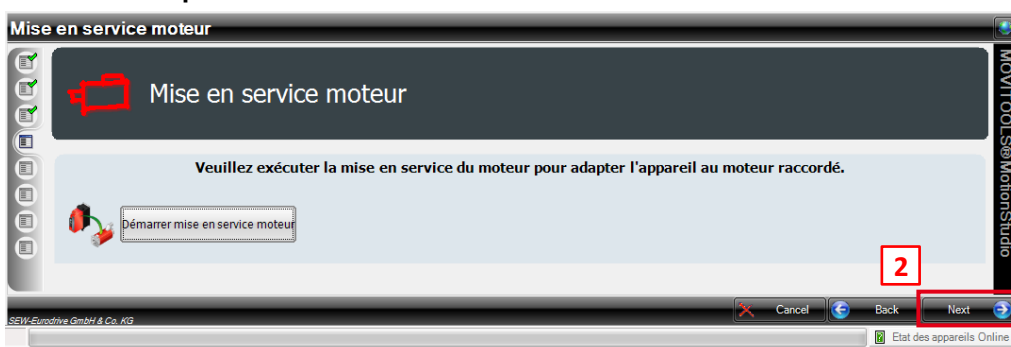 Mise en service moteur
Mise en service moteur
Veuillez exécuter la mise en service du moteur pour adapter l'appareil au moteur raccordé.
Démarrer mise en service moteur
MOVITOOLS®MotionStudio
2
Cancel
Back
Next
SEW-Eurodrive GmbH & Co. KG
Etat des appareils Online